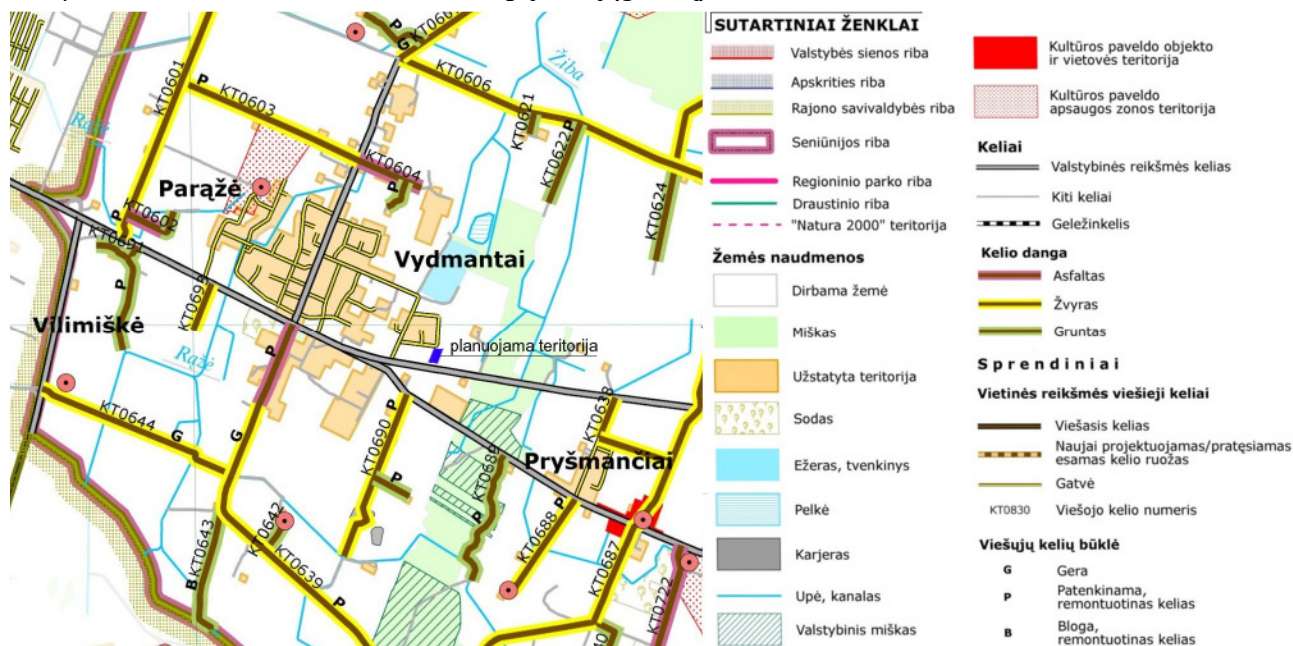 P
KT0601
KT0601
P
G
KT0606
Žiba
KT0603
KT0621
P
KT0622
KT0604
P
KT0624
Ražė
Parąžė
KT0602
P
P
KT0691
P
KT0695
Vydmantai
Vilimiškė
Rąžė
P
planuojama teritorija
KT0644
G
G
P
KT0690
P
KT0638
KT0689
P
Pryšmančiai
P
KT0688
KT0687
KT0643
B
KT0642
KT0639
P
KT0722
SUTARTINIAI ŽENKLAI
Valstybės sienos riba
Apskrities riba
Rajono savivaldybės riba
Seniūnijos riba
Regioninio parko riba
Draustinio riba
"Natura 2000" teritorija
Žemės naudmenos
Dirbama žemė
Miškas
Užstatyta teritorija
Sodas
Ežeras, tvenkinys
Pelkė
Karjeras
Upė, kanalas
Valstybinis miškas
Kultūros paveldo objekto
ir vietovės teritorija
Kultūros paveldo
apsaugos zonos teritorija
Keliai
Valstybinės reikšmės kelias
Kiti keliai
Geležinkelis
Kelio danga
Asfaltas
Žvyras
Gruntas
Sprendiniai
Vietinės reikšmės viešieji keliai
Viešasis kelias
Naujai projektuojamas/pratęsiamas
esamas kelio ruožas
Gatvė
KT0830 Viešojo kelio numeris
Viešųjų kelių būklė
G Gera
P Patenkinama,
remontuotinas kelias
B Bloga,
remontuotinas kelias